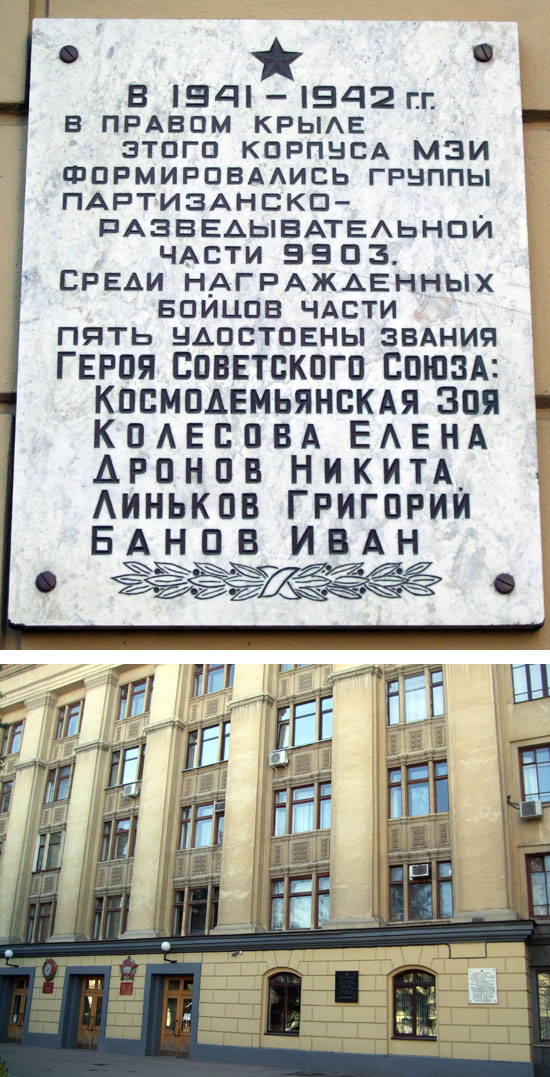 В 1941 – 1942 г.г.
в правом крыле
этого корпуса МЭИ
формировались группы
партизанско-
разведывательной
части 9903.
Среди награжденных
бойцов части
пять удостоены звания
Героя Советского Союза:
Космодемьянская Зоя
Колесова Елена
Дронов Никита
Линьков Григорий
Банов Иван